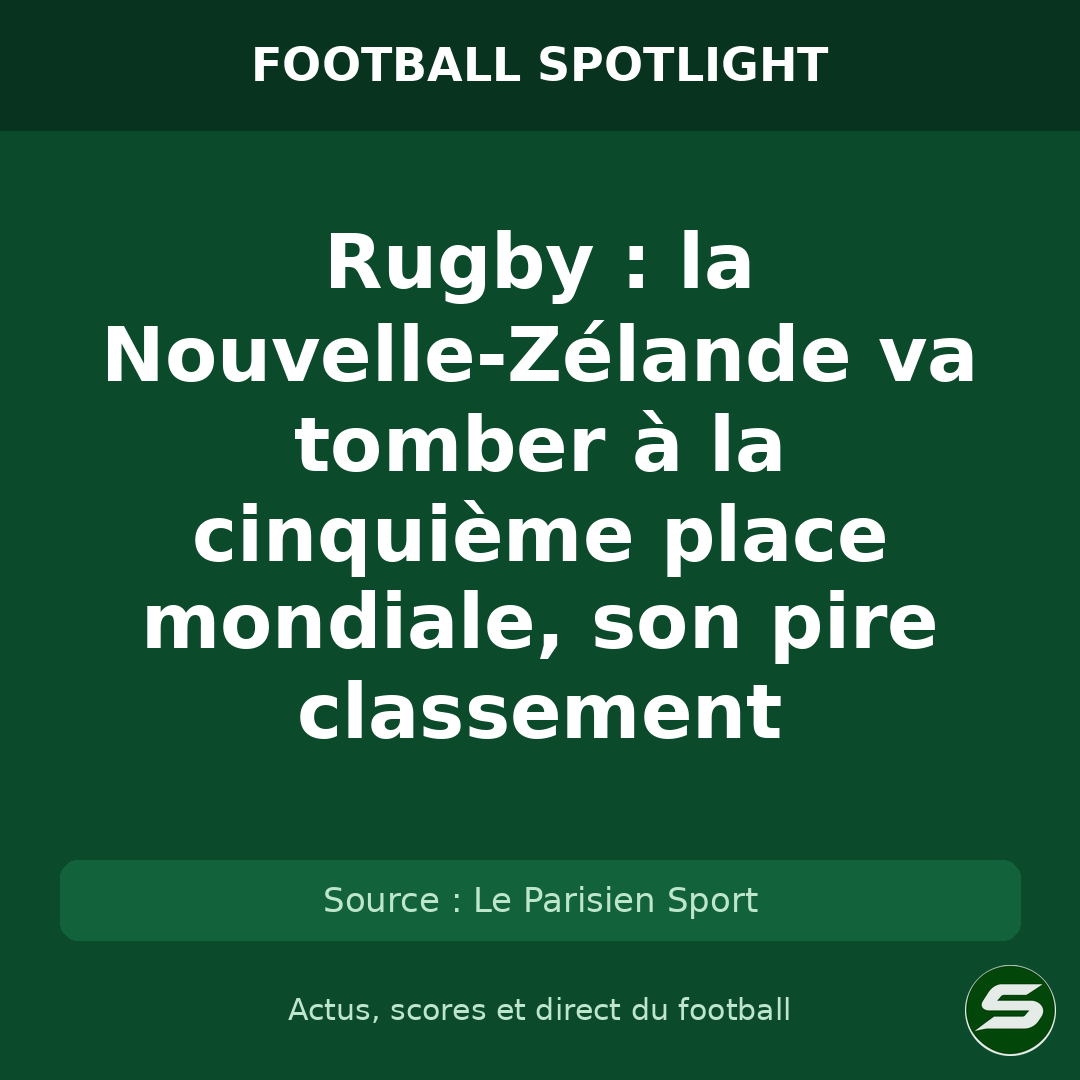 FOOTBALL SPOTLIGHT
Rugby : la
Nouvelle-Zélande va
tomber à la
cinquième place
mondiale, son pire
classement
Source : Le Parisien Sport
Actus, scores et direct du football
S